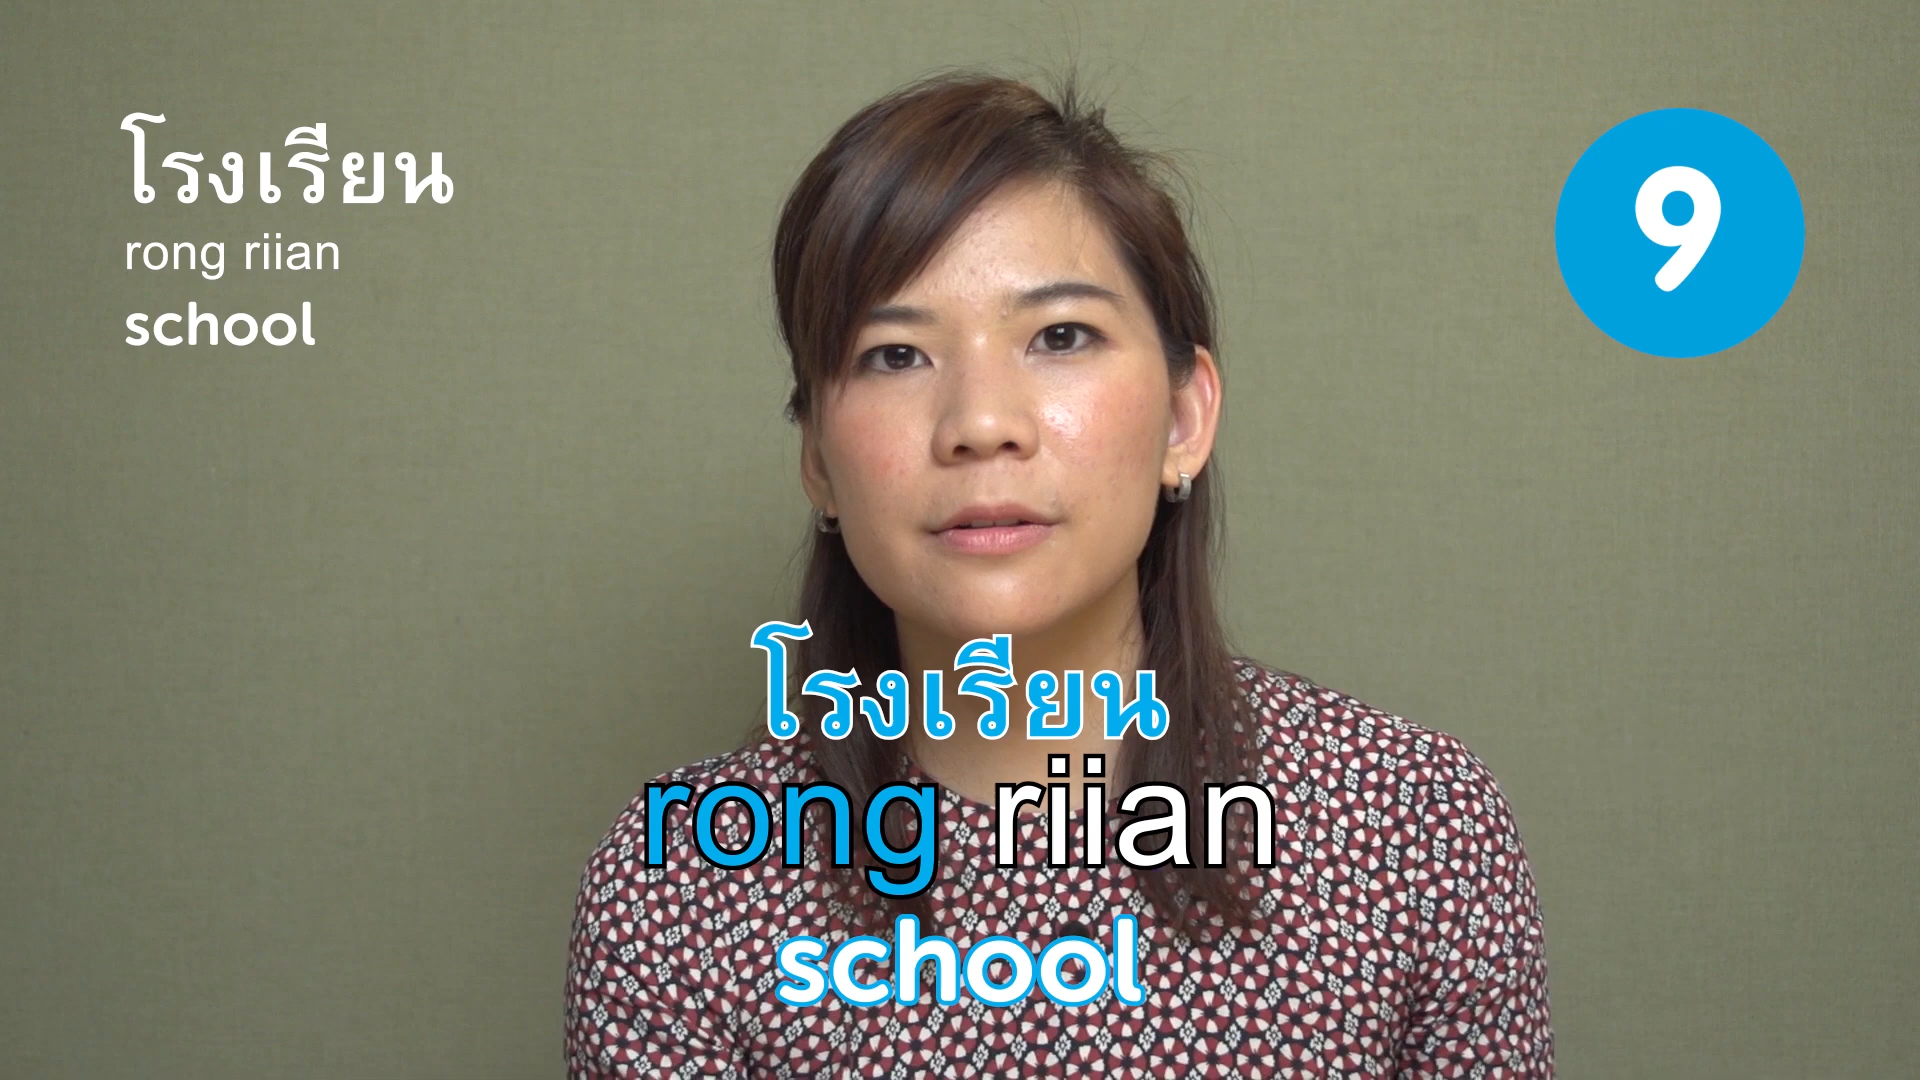 โรงเรียน
rong riian
school
9
โรงเรียน
rong riian
school